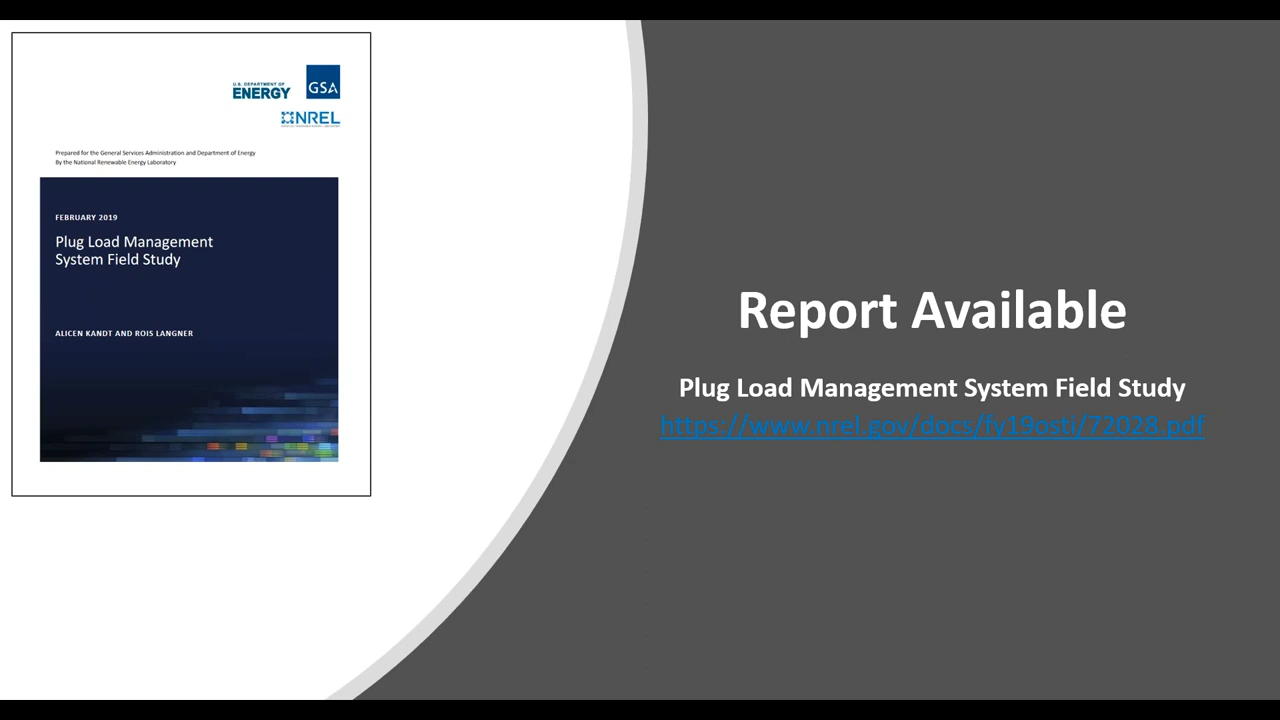 U.S. DEPARTMENT OF
ENERGY
GSA
NREL
Prepared for the General Services Administration and Department of Energy
By the National Renewable Energy Laboratory
FEBRUARY 2019
Plug Load Management
System Field Study
ALICEN KANDT AND ROIS LANGNER
Report Available
Plug Load Management System Field Study
https://www.nrel.gov/docs/fy19osti/72028.pdf